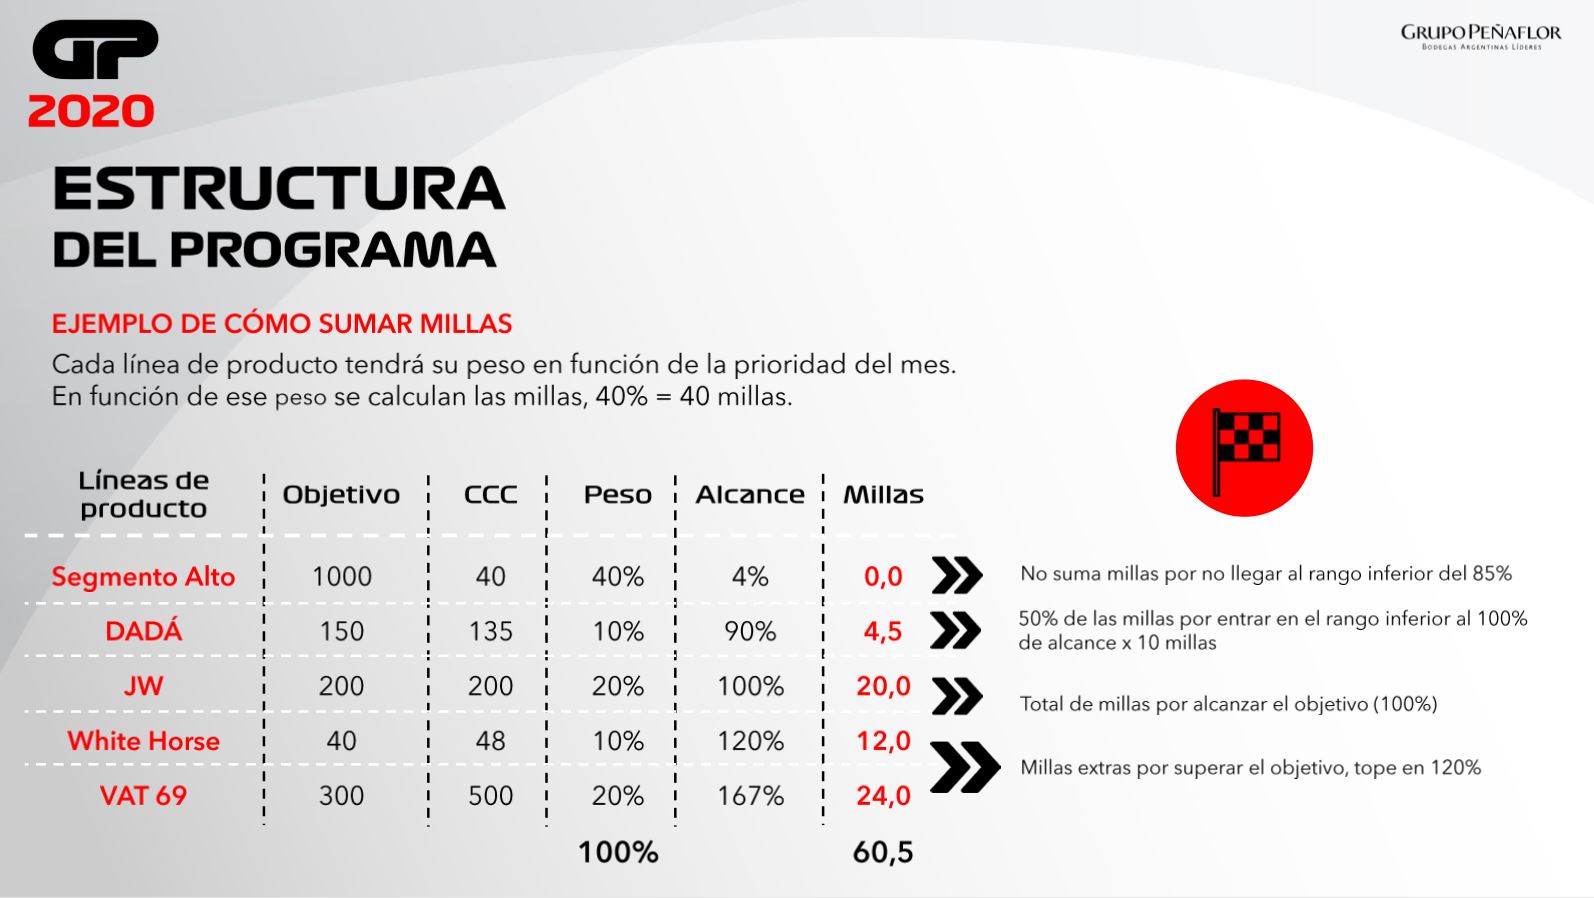 GP
2020
GRUPO PEÑAFLOR
BODEGAS ARGENTINAS LÍDERES
ESTRUCTURA
DEL PROGRAMA
EJEMPLO DE CÓMO SUMAR MILLAS
Cada línea de producto tendrá su peso en función de la prioridad del mes.
En función de ese peso se calculan las millas, 40% = 40 millas.
Líneas de
producto Objetivo CCC Peso Alcance Millas
Segmento Alto 1000 40 40% 4% 0,0 No suma millas por no llegar al rango inferior del 85%
DADÁ 150 135 10% 90% 4,5 50% de las millas por entrar en el rango inferior al 100%
de alcance x 10 millas
JW 200 200 20% 100% 20,0 Total de millas por alcanzar el objetivo (100%)
White Horse 40 48 10% 120% 12,0 Millas extras por superar el objetivo, tope en 120%
VAT 69 300 500 20% 167% 24,0
100% 60,5